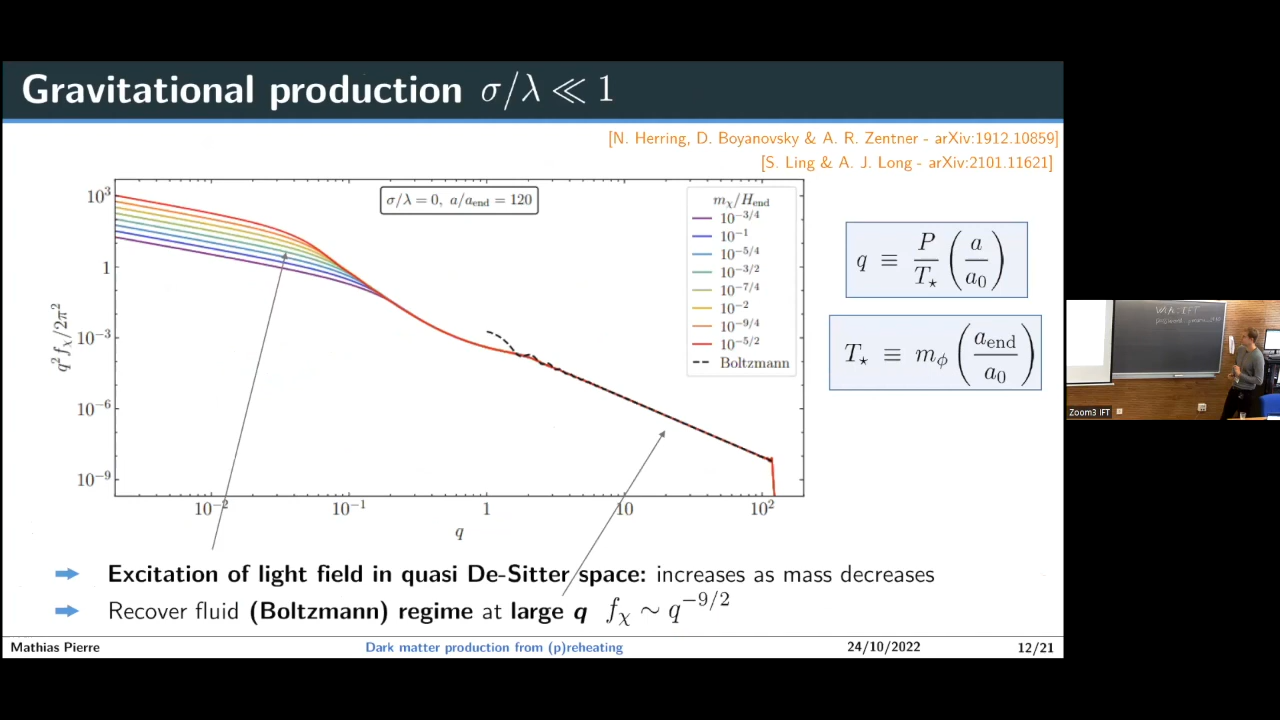 Gravitational production σ/λ ≪ 1
[N. Herring, D. Boyanovsky & A. R. Zentner - arXiv:1912.10859]
[S. Ling & A. J. Long - arXiv:2101.11621]
σ/λ = 0, a/a_end = 120
m_χ/H_end
10^{-3/4}
10^{-1}
10^{-5/4}
10^{-3/2}
10^{-7/4}
10^{-2}
10^{-9/4}
10^{-5/2}
Boltzmann
q^2 f_χ/2π^2
10^3
1
10^{-3}
10^{-6}
10^{-9}
10^{-2} 10^{-1} 1 10 10^2
q
q ≡ P/T_⋆ (a/a_0)
T_⋆ ≡ m_ϕ (a_end/a_0)
Excitation of light field in quasi De-Sitter space: increases as mass decreases
Recover fluid (Boltzmann) regime at large q f_χ ∼ q^{-9/2}
Mathias Pierre Dark matter production from (p)reheating 24/10/2022 12/21
Zoom3 IFT